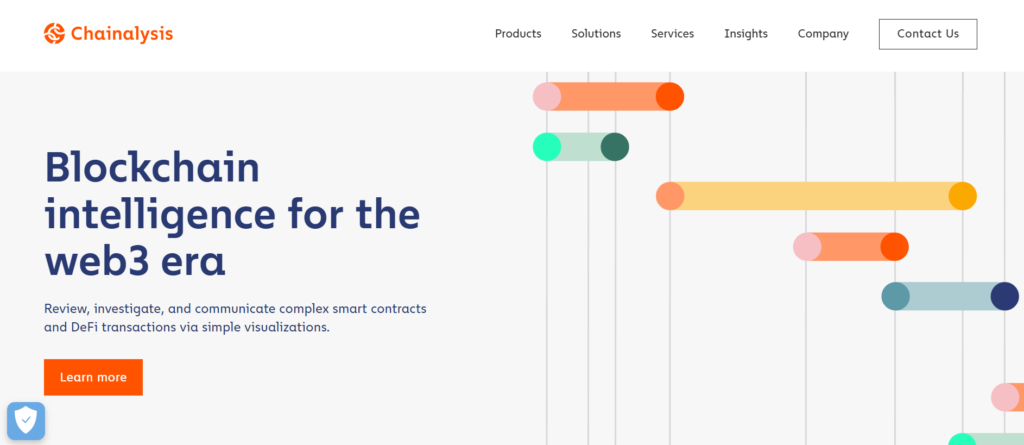 Chainalysis
Products Solutions Services Insights Company Contact Us
Blockchain
intelligence for the
web3 era
Review, investigate, and communicate complex smart contracts
and DeFi transactions via simple visualizations.
Learn more